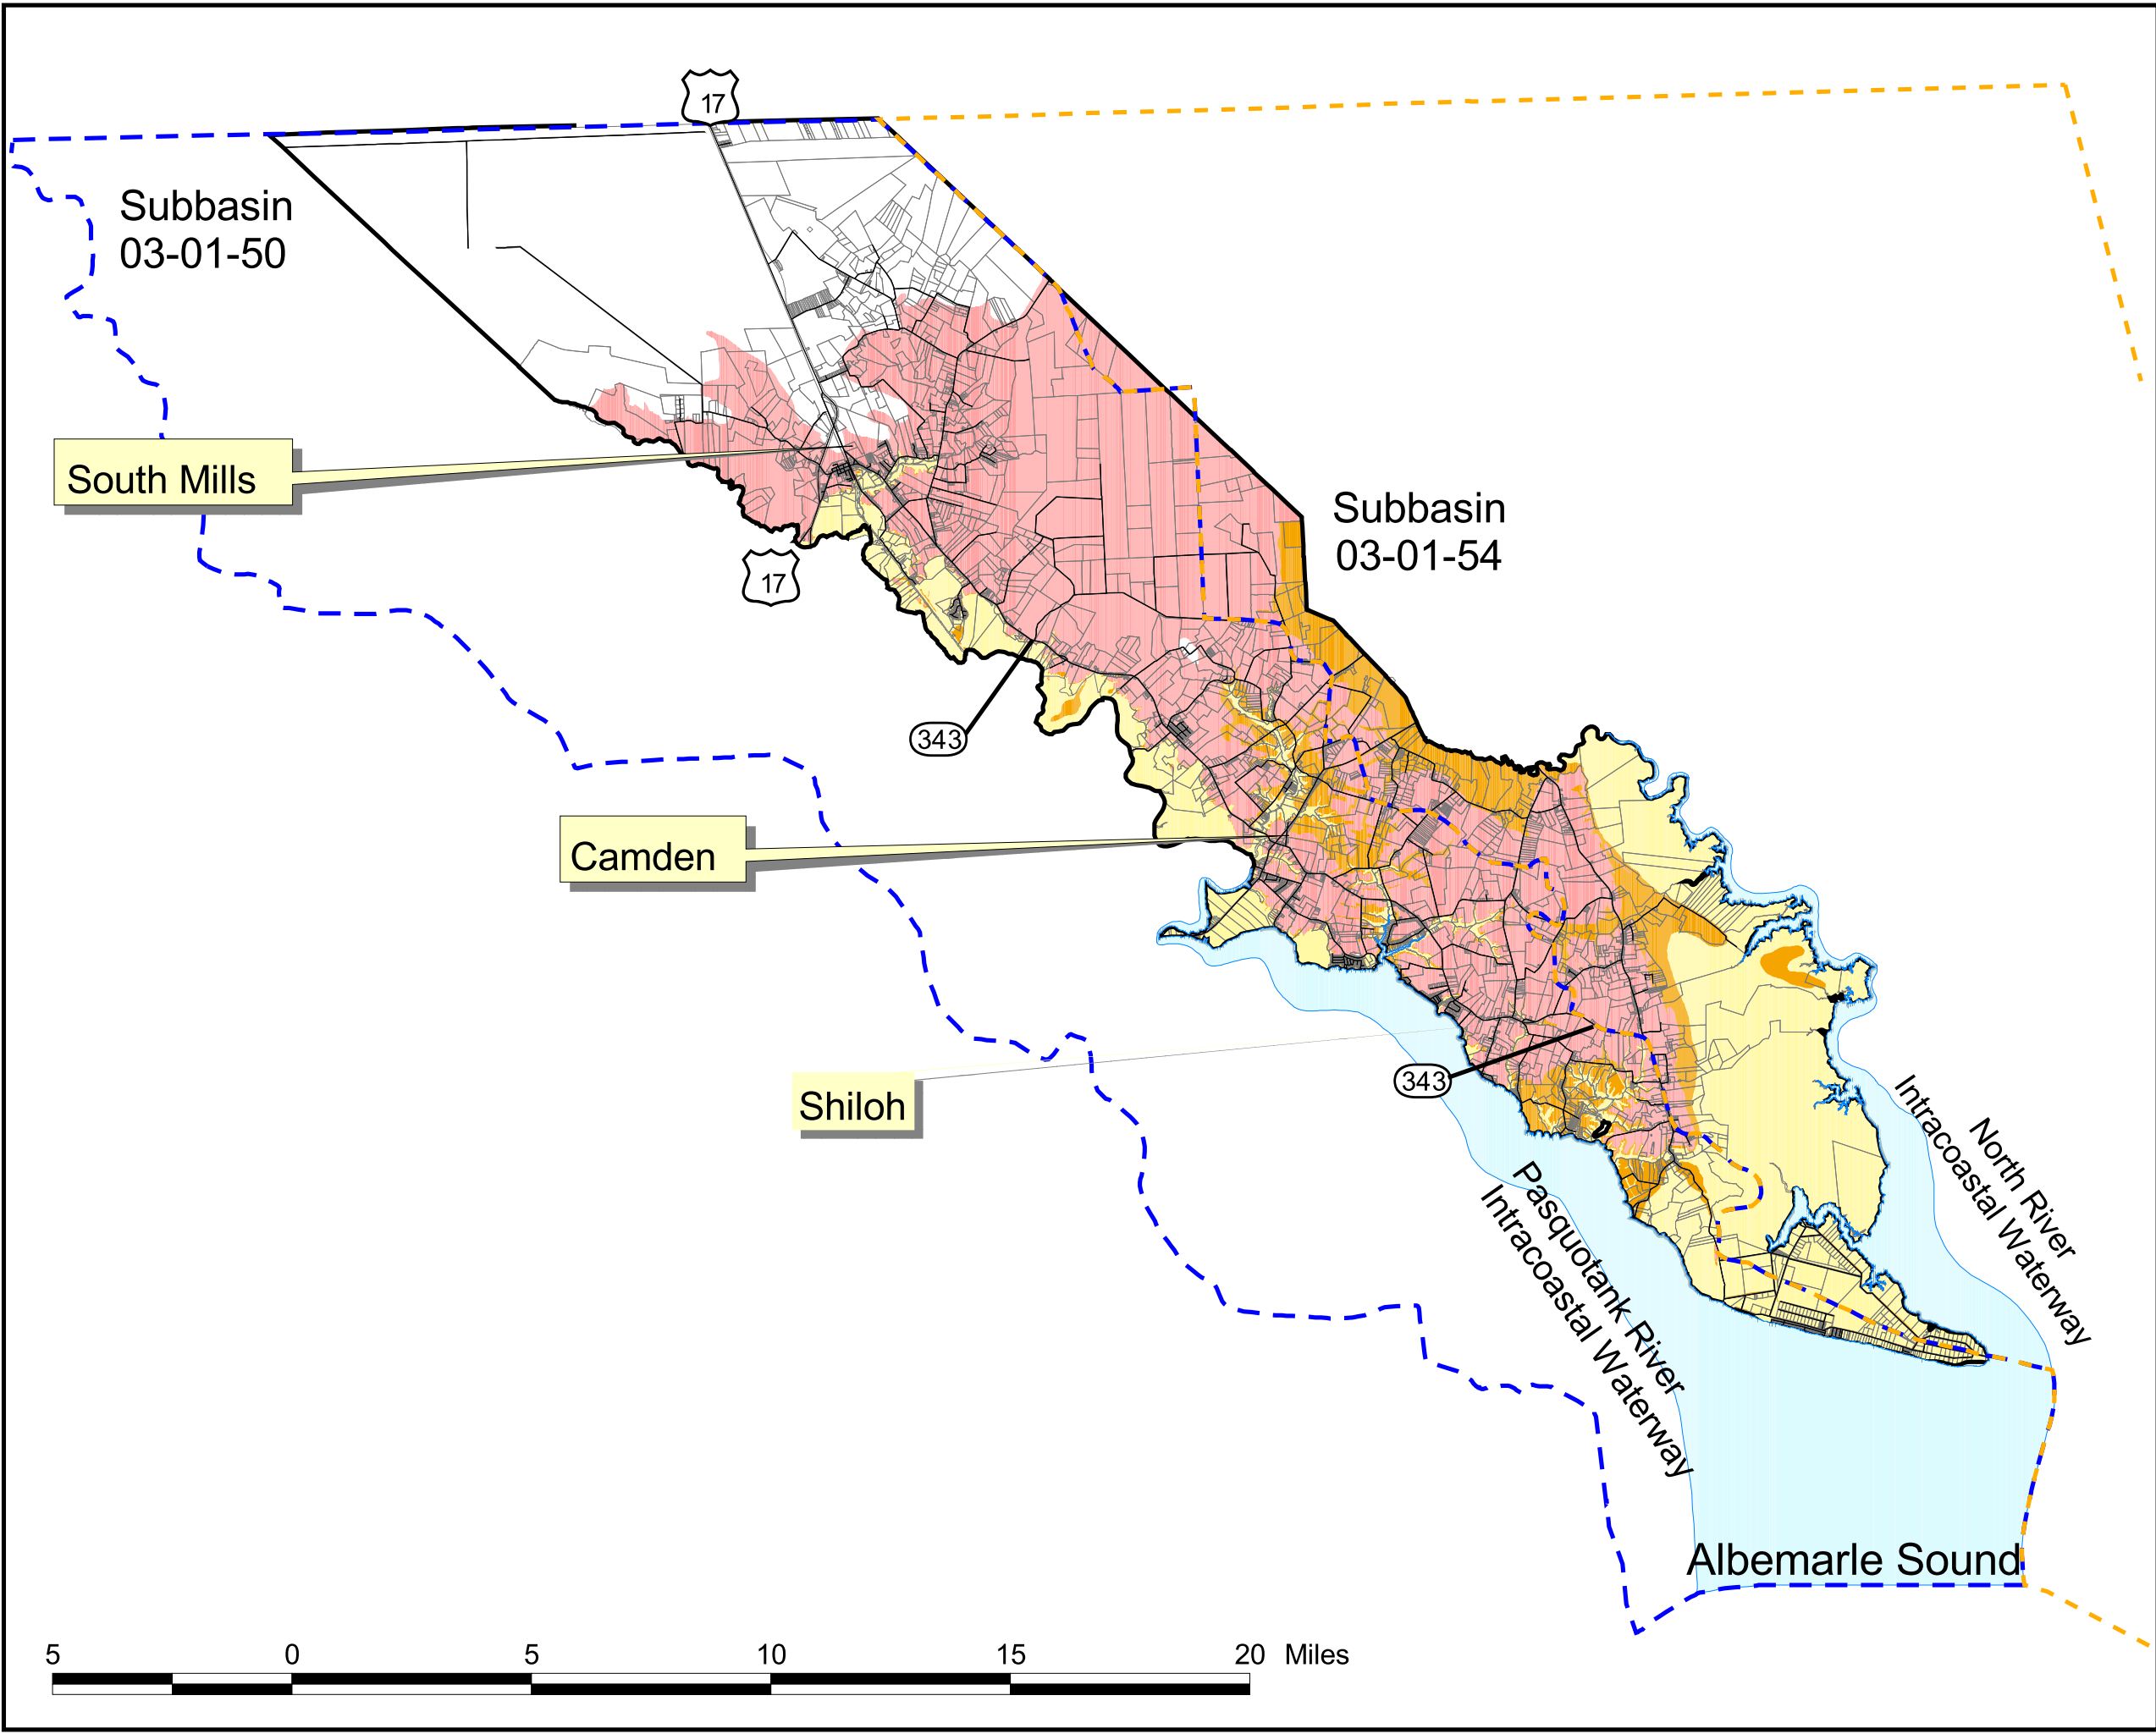 17
Subbasin
03-01-50
South Mills
Subbasin
03-01-54
17
343
Camden
Shiloh
343
North River
Intracoastal Waterway
Pasquotank River
Intracoastal Waterway
Albemarle Sound
5 0 5 10 15 20 Miles